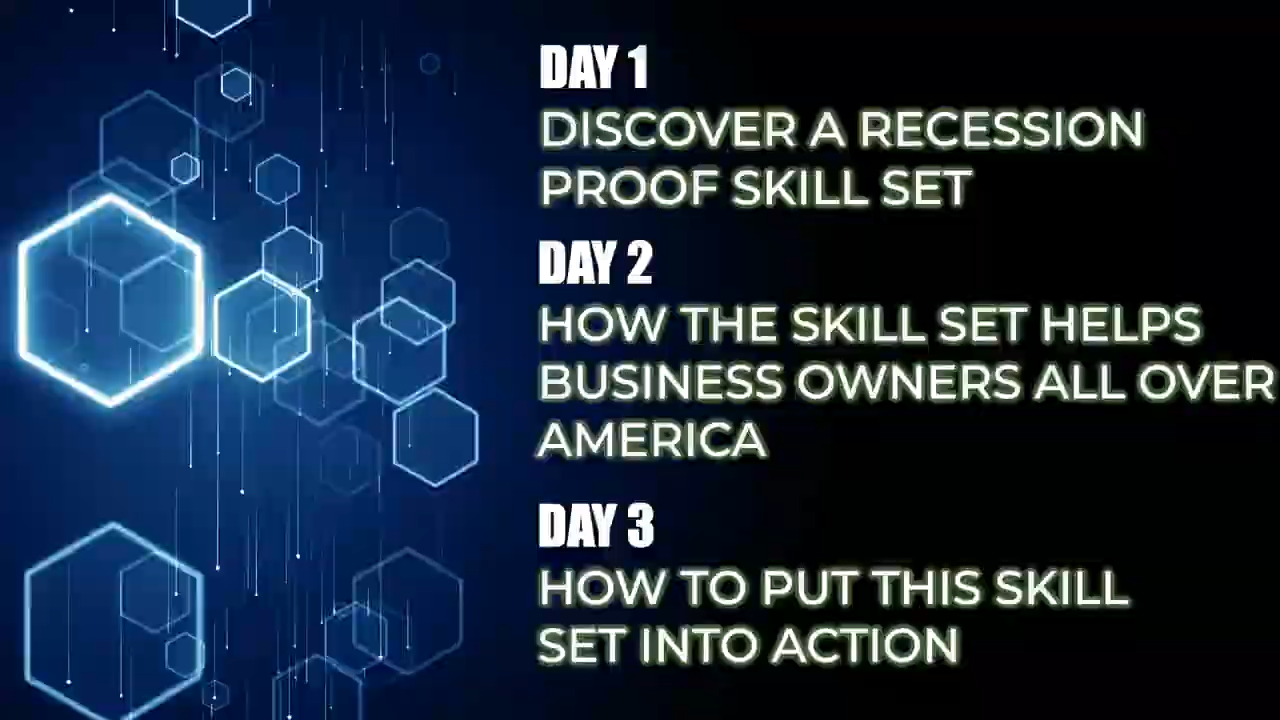 DAY 1
DISCOVER A RECESSION
PROOF SKILL SET
DAY 2
HOW THE SKILL SET HELPS
BUSINESS OWNERS ALL OVER
AMERICA
DAY 3
HOW TO PUT THIS SKILL
SET INTO ACTION